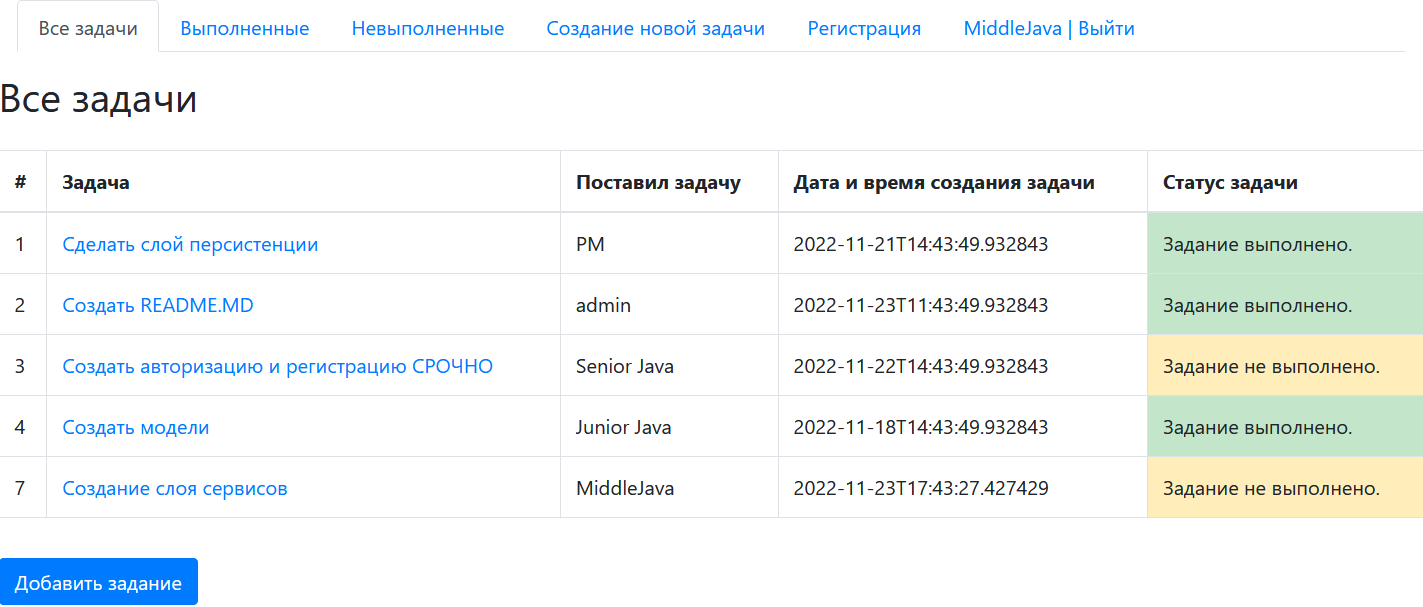 Все задачи Выполненные Невыполненные Создание новой задачи Регистрация MiddleJava | Выйти
Все задачи
# Задача Поставил задачу Дата и время создания задачи Статус задачи
1 Сделать слой персистенции PM 2022-11-21T14:43:49.932843 Задание выполнено.
2 Создать README.MD admin 2022-11-23T11:43:49.932843 Задание выполнено.
3 Создать авторизацию и регистрацию СРОЧНО Senior Java 2022-11-22T14:43:49.932843 Задание не выполнено.
4 Создать модели Junior Java 2022-11-18T14:43:49.932843 Задание выполнено.
7 Создание слоя сервисов MiddleJava 2022-11-23T17:43:27.427429 Задание не выполнено.
Добавить задание